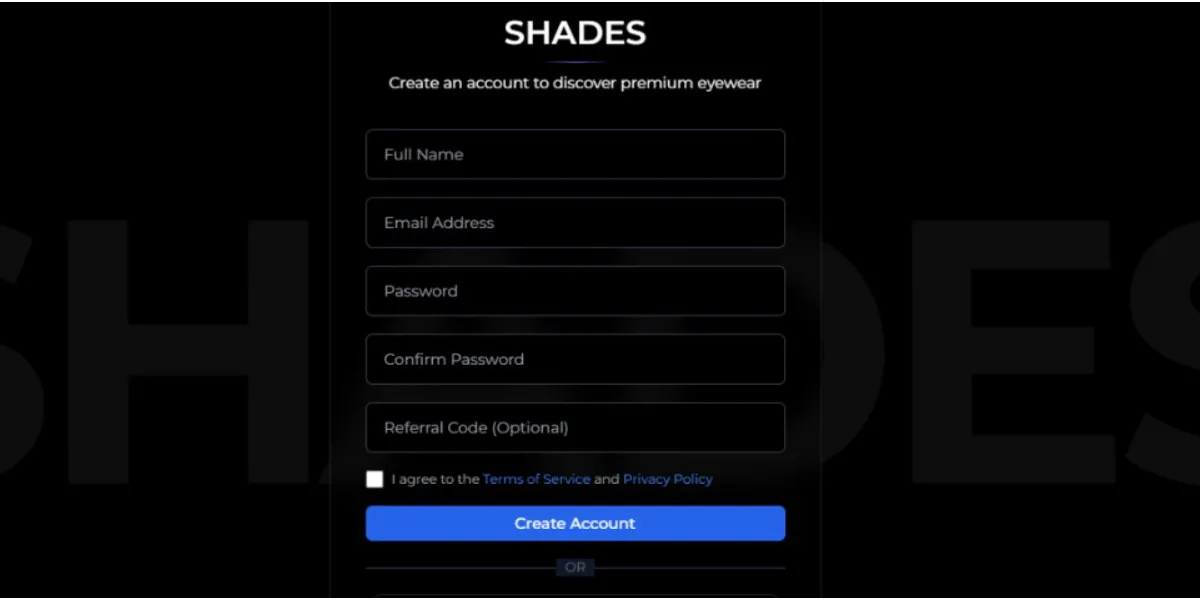 SHADES
Create an account to discover premium eyewear
Full Name
Email Address
Password
Confirm Password
Referral Code (Optional)
I agree to the Terms of Service and Privacy Policy
Create Account
OR
SHADES